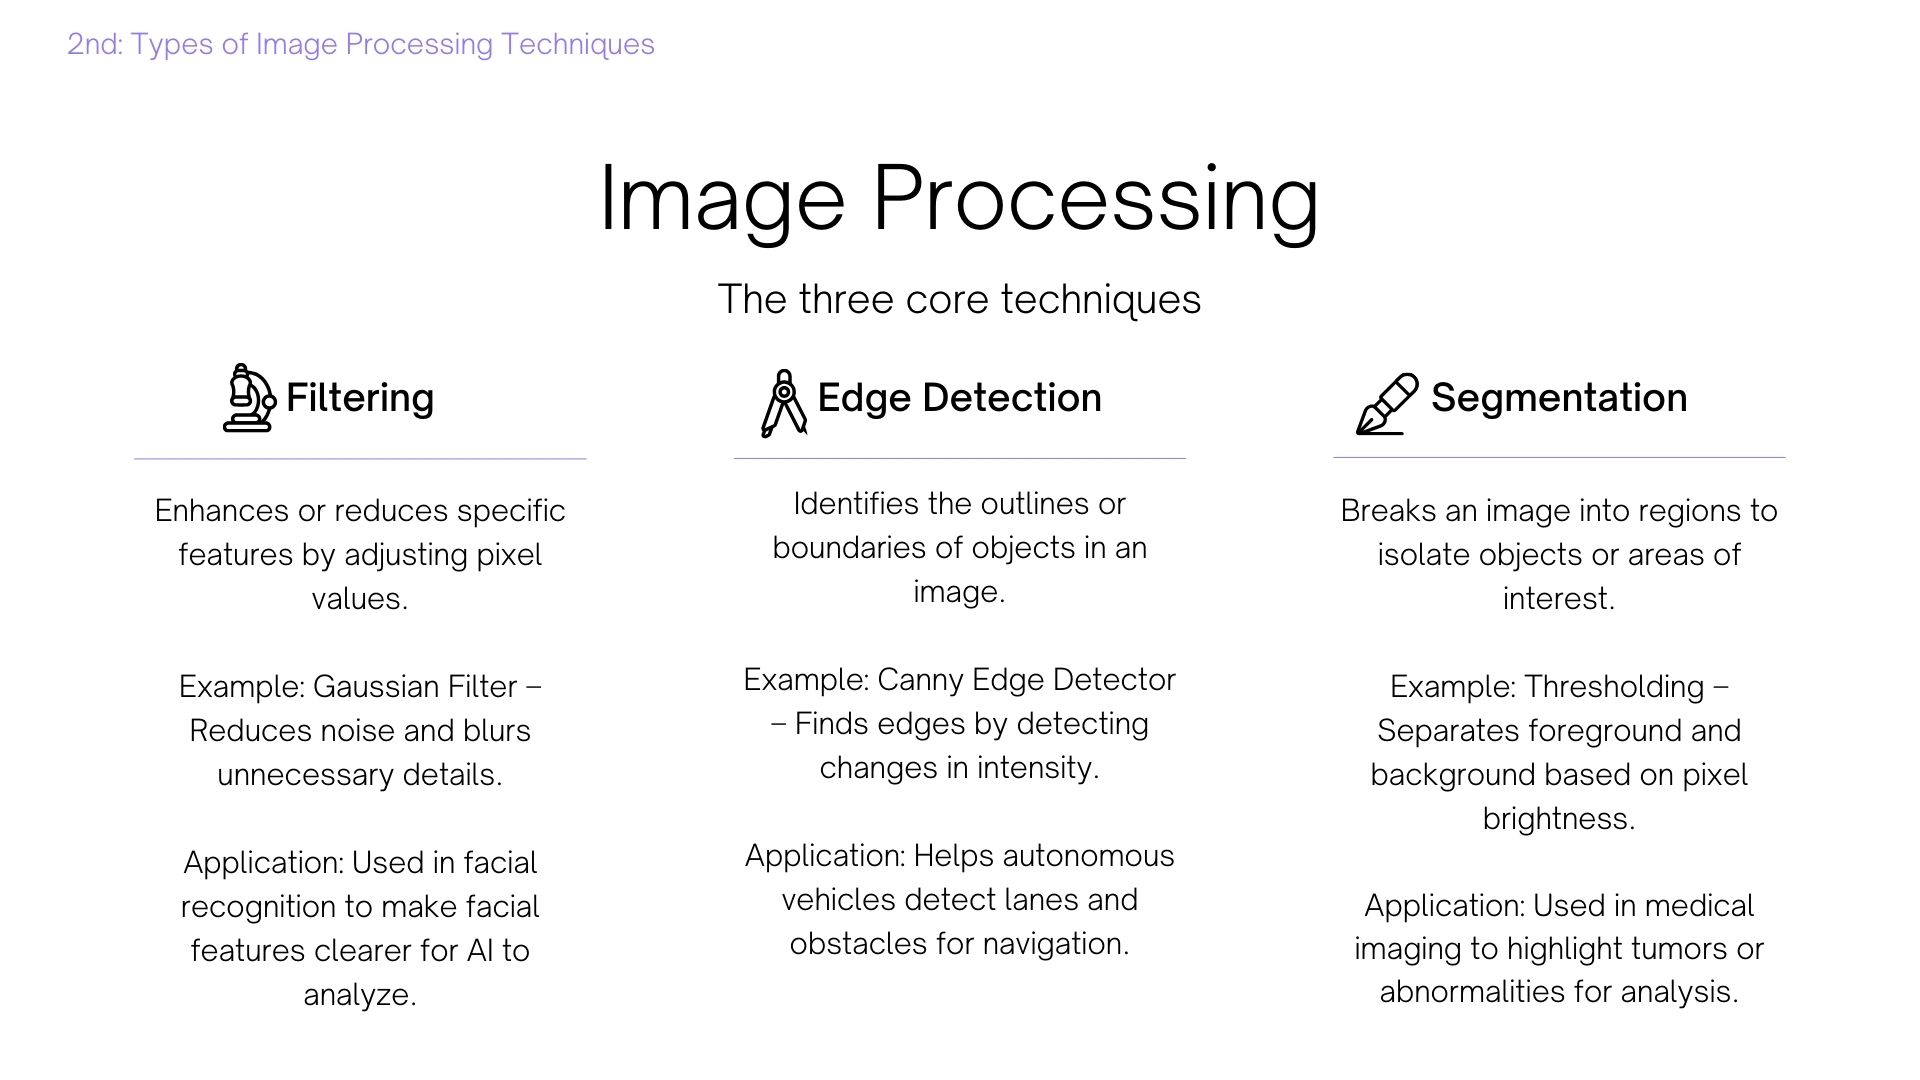 2nd: Types of Image Processing Techniques
Image Processing
The three core techniques
Filtering
Enhances or reduces specific
features by adjusting pixel
values.
Example: Gaussian Filter –
Reduces noise and blurs
unnecessary details.
Application: Used in facial
recognition to make facial
features clearer for AI to
analyze.
Edge Detection
Identifies the outlines or
boundaries of objects in an
image.
Example: Canny Edge Detector
– Finds edges by detecting
changes in intensity.
Application: Helps autonomous
vehicles detect lanes and
obstacles for navigation.
Segmentation
Breaks an image into regions to
isolate objects or areas of
interest.
Example: Thresholding –
Separates foreground and
background based on pixel
brightness.
Application: Used in medical
imaging to highlight tumors or
abnormalities for analysis.